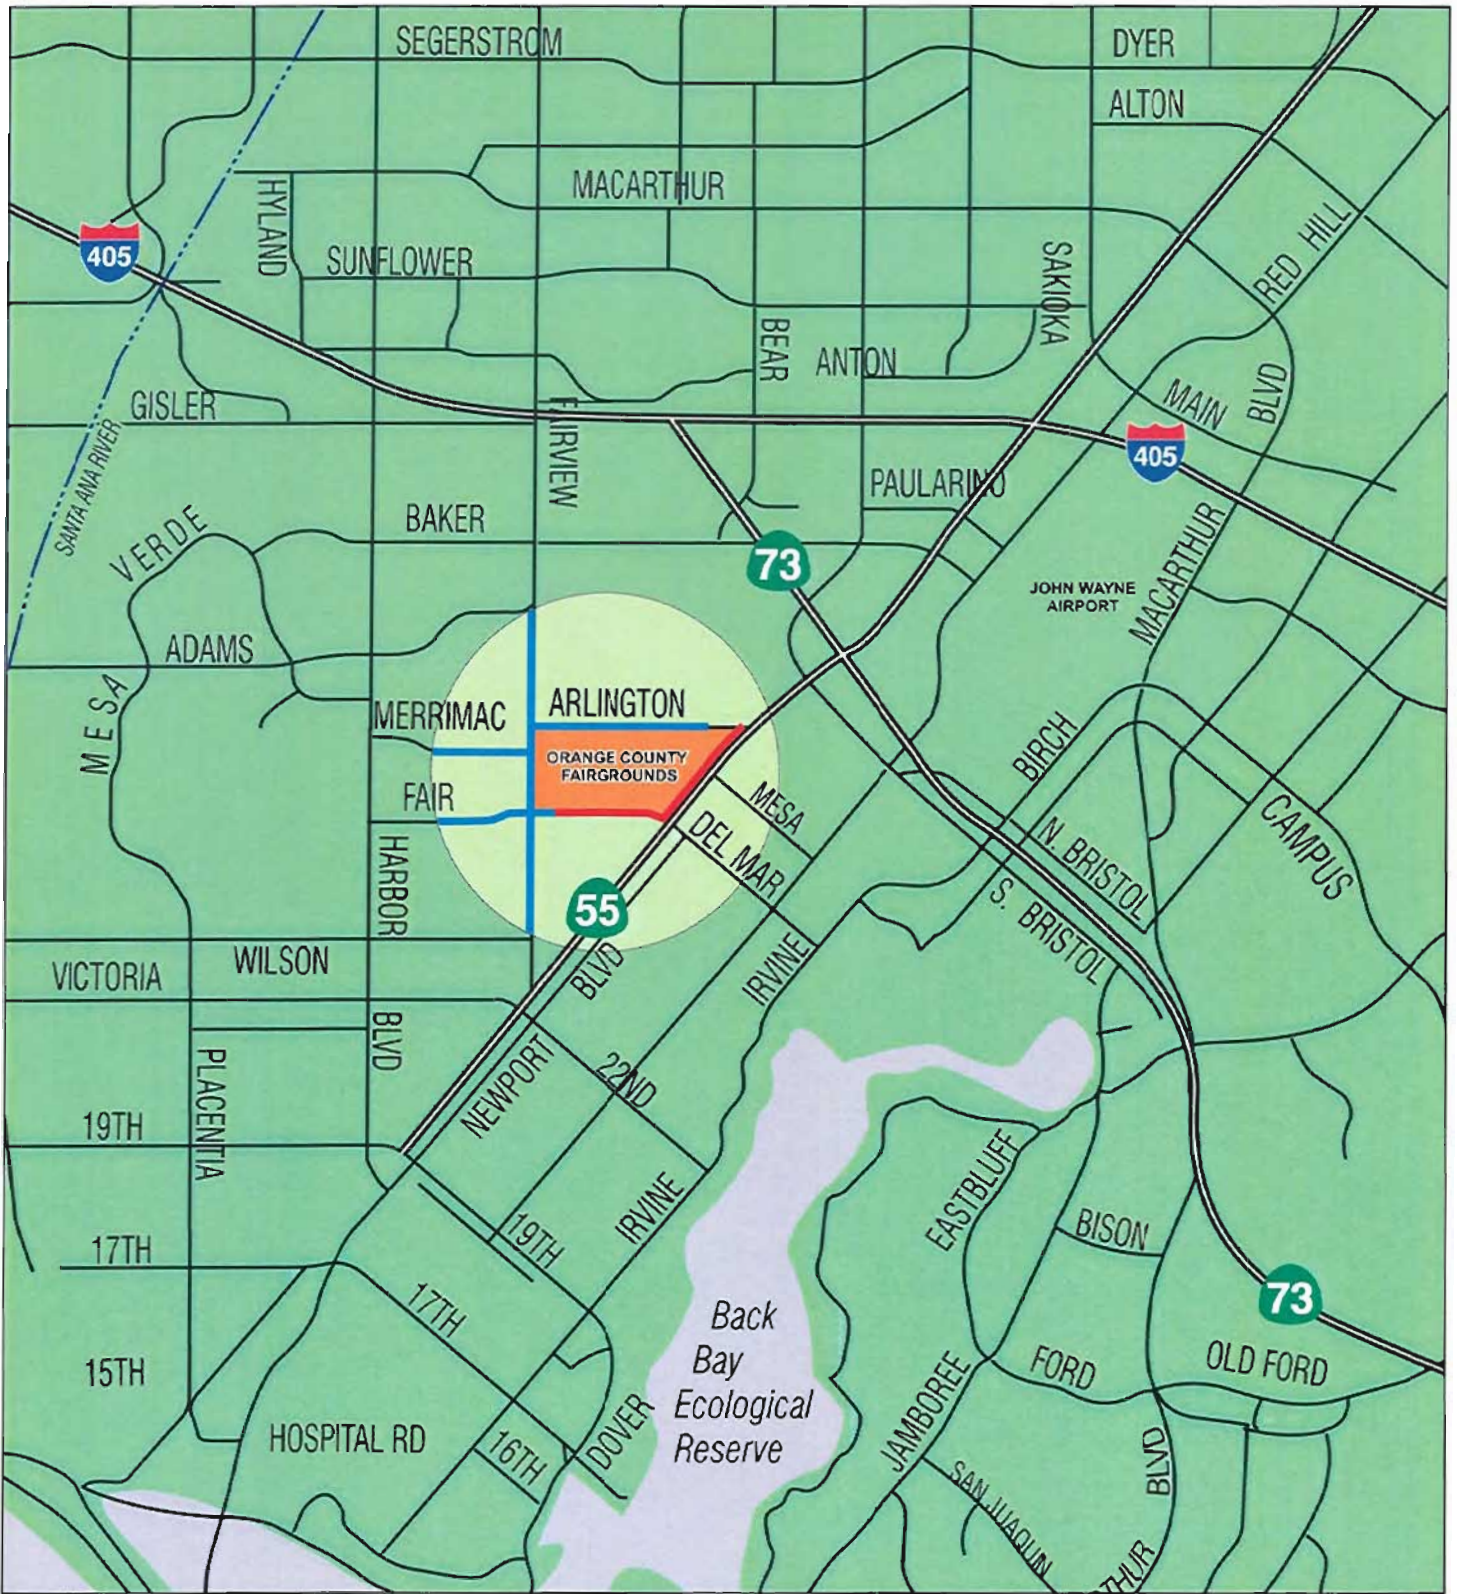 SEGERSTROM
DYER
ALTON
MACARTHUR
HYLAND
SUNFLOWER
405
RED HILL
SAKIOKA
BEAR
ANTON
GISLER
MAIN
BLVD
FAIRVIEW
405
SANTA ANA RIVER
PAULARINO
BAKER
VERDE
73
MACARTHUR
JOHN WAYNE
AIRPORT
ADAMS
MESA
MERRIMAC
ARLINGTON
BIRCH
ORANGE COUNTY
FAIRGROUNDS
FAIR
MESA
DEL MAR
CAMPUS
N. BRISTOL
HARBOR
55
S. BRISTOL
WILSON
VICTORIA
BLVD
IRVINE
BLVD
PLACENTIA
NEWPORT
22ND
19TH
EASTBLUFF
IRVINE
19TH
BISON
17TH
17TH
73
Back
Bay
Ecological
Reserve
15TH
FORD
OLD FORD
JAMBOREE
HOSPITAL RD
16TH
DOVER
BLVD
SAN JUAQUIN
THUR